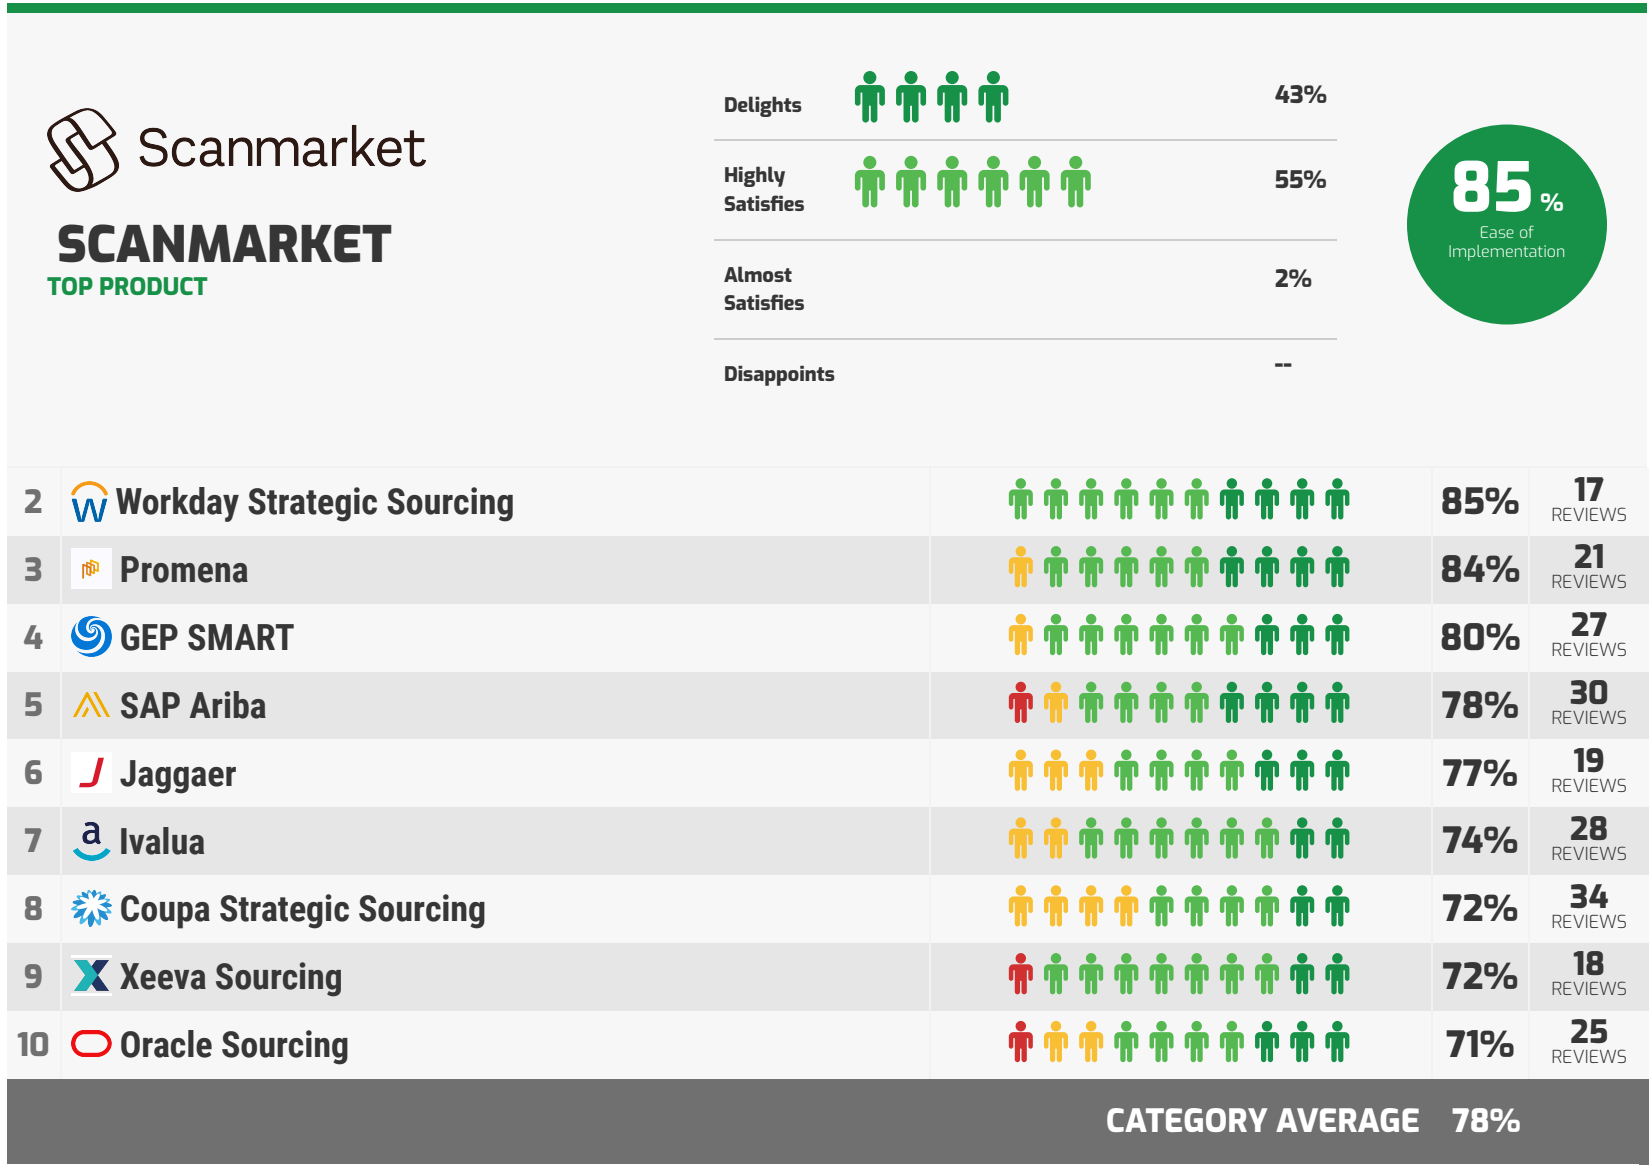 Scanmarket
SCANMARKET
TOP PRODUCT
Delights 43%
Highly
Satisfies 55%
Almost
Satisfies 2%
Disappoints --
85 %
Ease of
Implementation
2 Workday Strategic Sourcing 85% 17 REVIEWS
3 Promena 84% 21 REVIEWS
4 GEP SMART 80% 27 REVIEWS
5 SAP Ariba 78% 30 REVIEWS
6 Jaggaer 77% 19 REVIEWS
7 Ivalua 74% 28 REVIEWS
8 Coupa Strategic Sourcing 72% 34 REVIEWS
9 Xeeva Sourcing 72% 18 REVIEWS
10 Oracle Sourcing 71% 25 REVIEWS
CATEGORY AVERAGE 78%